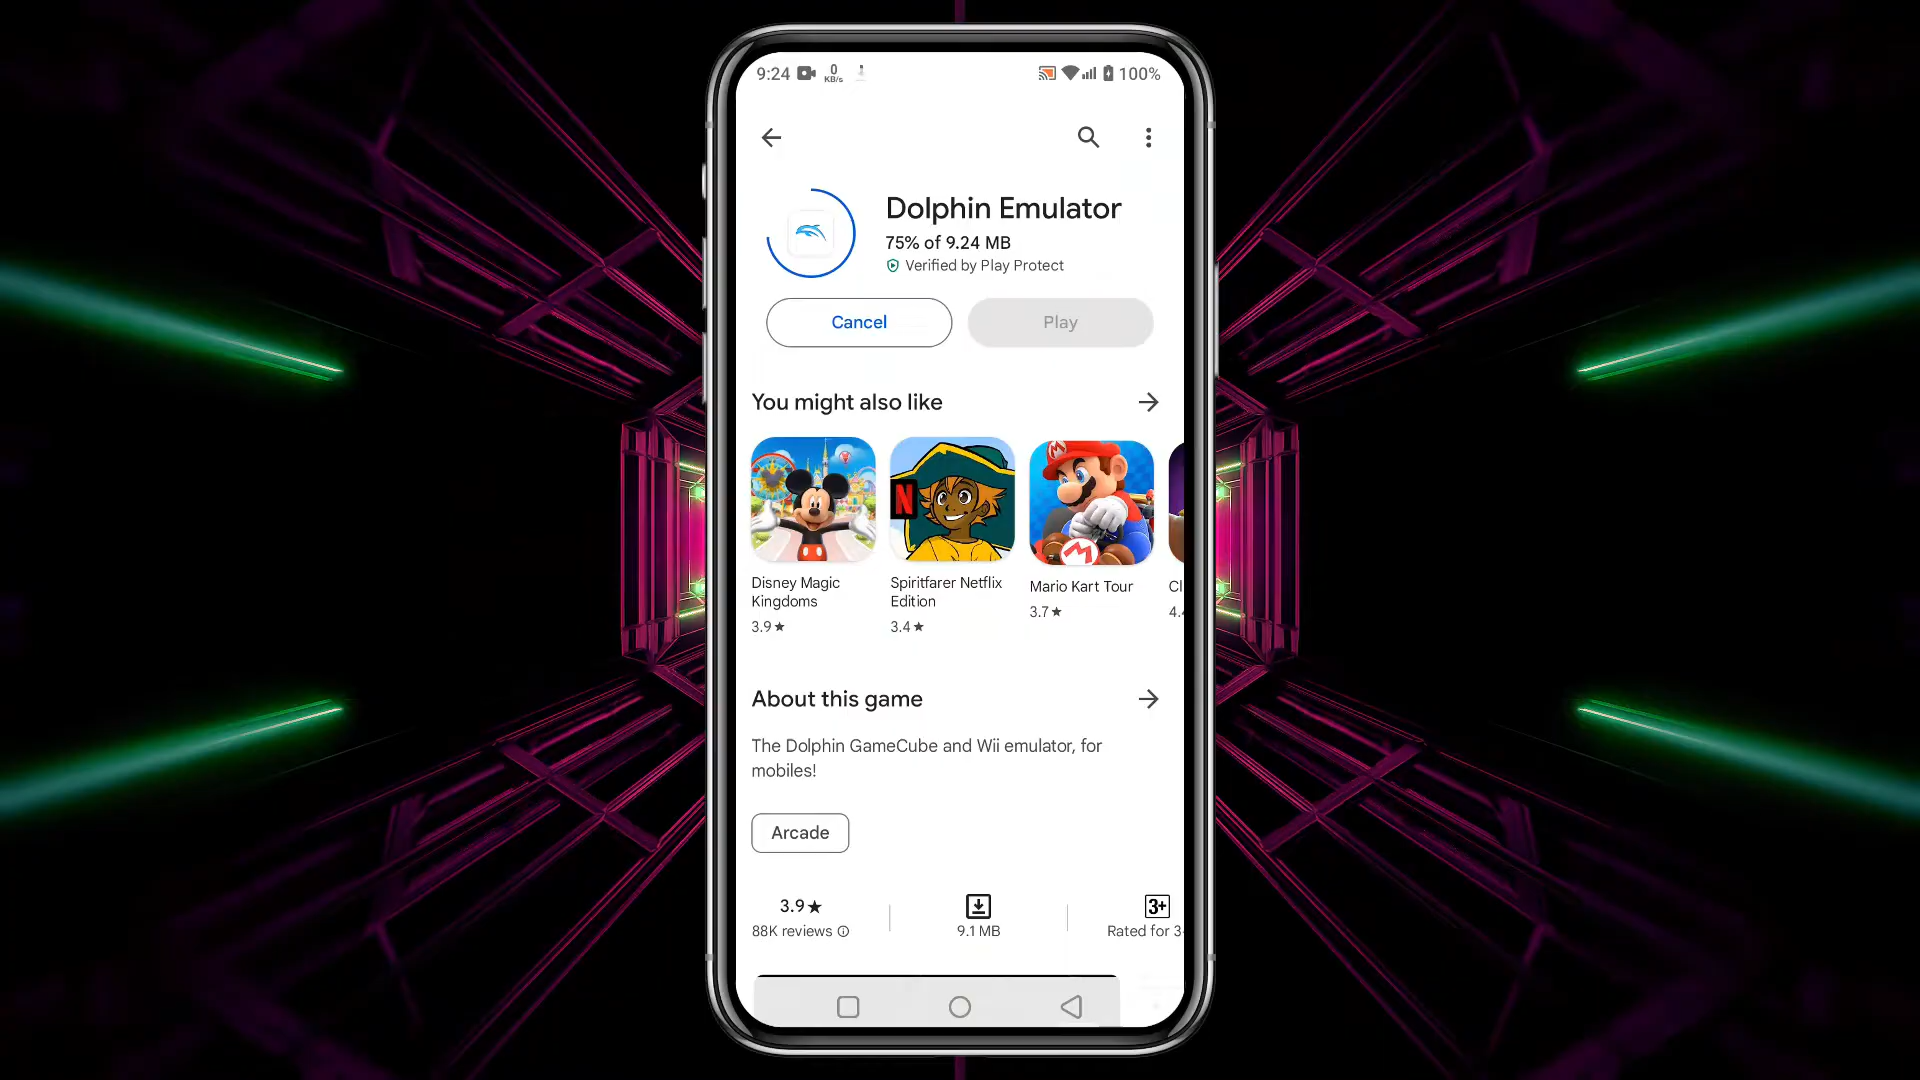 9:24 0 KB/s 100%
Dolphin Emulator
75% of 9.24 MB
Verified by Play Protect
Cancel Play
You might also like
N M
Disney Magic Kingdoms
3.9★
Spiritfarer Netflix Edition
3.4★
Mario Kart Tour
3.7★
Cl
4.
About this game
The Dolphin GameCube and Wii emulator, for
mobiles!
Arcade
3.9★
88K reviews
9.1 MB
3+
Rated for 3